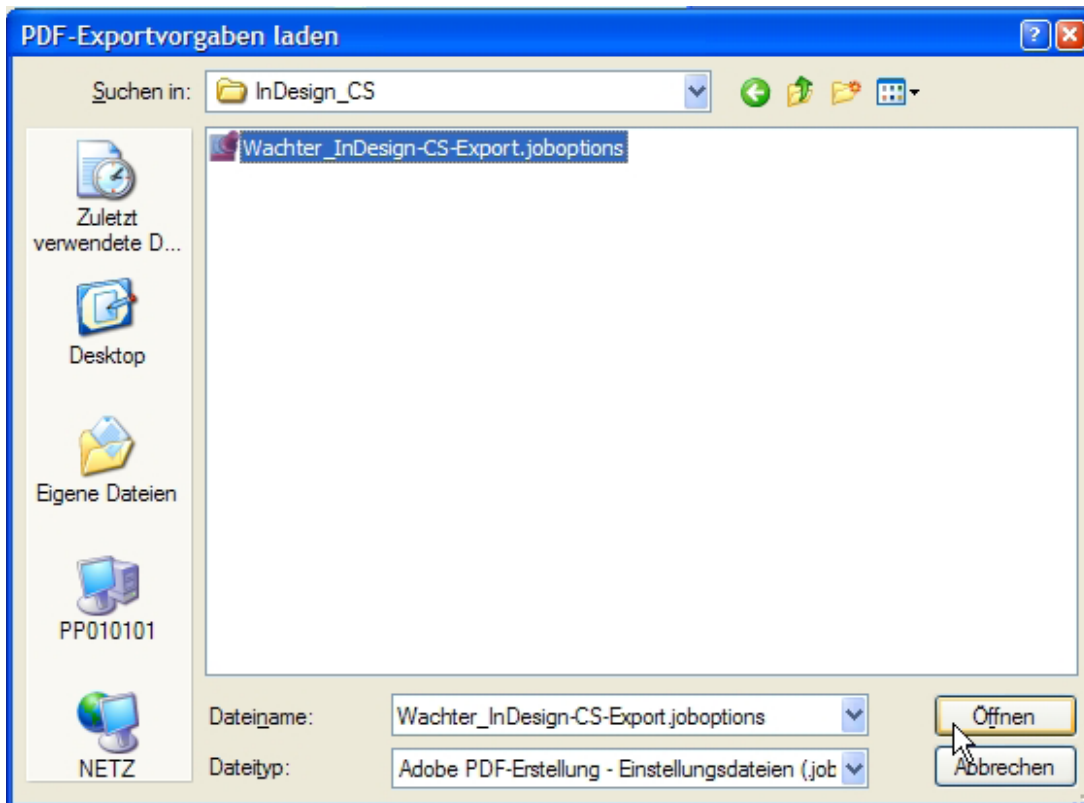 PDF-Exportvorgaben laden
Suchen in:
InDesign_CS
Wachter_InDesign-CS-Export.joboptions
Zuletzt
verwendete D...
Desktop
Eigene Dateien
PP010101
NETZ
Dateiname:
Wachter_InDesign-CS-Export.joboptions
Öffnen
Dateityp:
Adobe PDF-Erstellung - Einstellungsdateien (.job
Abbrechen